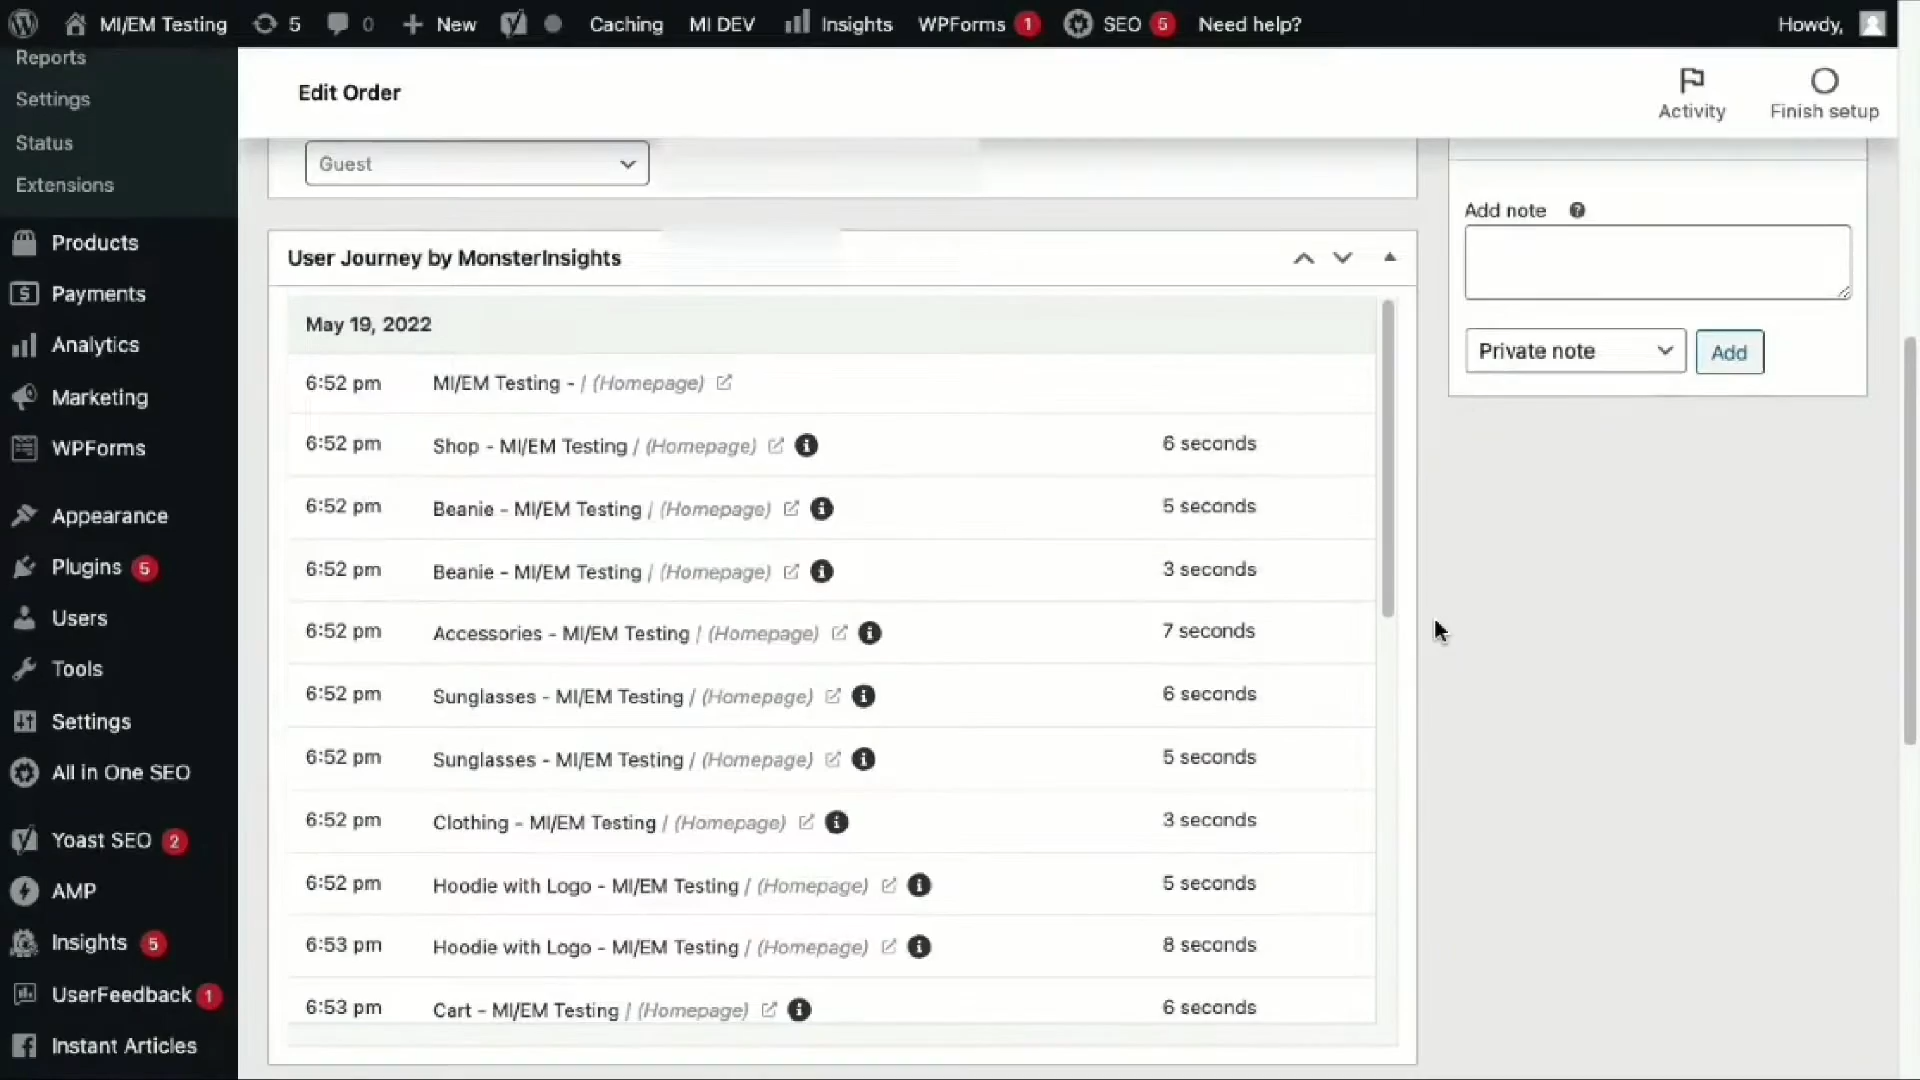 MI/EM Testing 5 0 New Caching MI DEV Insights WPForms 1 SEO 5 Need help? Howdy,
Reports
Settings
Status
Extensions
Products
Payments
Analytics
Marketing
WPForms
Appearance
Plugins 5
Users
Tools
Settings
All in One SEO
Yoast SEO 2
AMP
Insights 5
UserFeedback 1
Instant Articles
Edit Order
Activity
Finish setup
Guest
User Journey by MonsterInsights
May 19, 2022
6:52 pm MI/EM Testing - / (Homepage)
6:52 pm Shop - MI/EM Testing / (Homepage) 6 seconds
6:52 pm Beanie - MI/EM Testing / (Homepage) 5 seconds
6:52 pm Beanie - MI/EM Testing / (Homepage) 3 seconds
6:52 pm Accessories - MI/EM Testing / (Homepage) 7 seconds
6:52 pm Sunglasses - MI/EM Testing / (Homepage) 6 seconds
6:52 pm Sunglasses - MI/EM Testing / (Homepage) 5 seconds
6:52 pm Clothing - MI/EM Testing / (Homepage) 3 seconds
6:52 pm Hoodie with Logo - MI/EM Testing / (Homepage) 5 seconds
6:53 pm Hoodie with Logo - MI/EM Testing / (Homepage) 8 seconds
6:53 pm Cart - MI/EM Testing / (Homepage) 6 seconds
Add note
Private note
Add